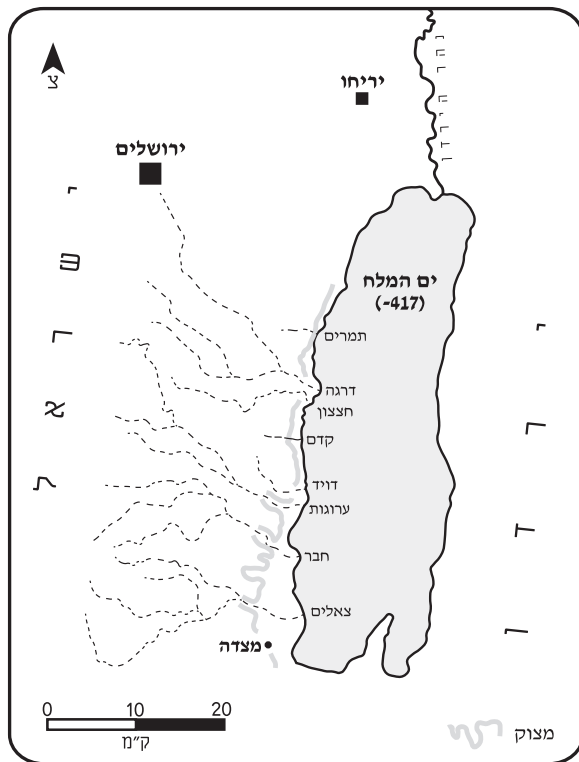 נהר הירדן
יריחו
צ
ירושלים
ישראל
ים המלח
(-417)
תמרים
ירדן
דרגה
חצצון
קדם
דויד
ערוגות
חבר
צאלים
מצדה
0 10 20
ק״מ
מצוק